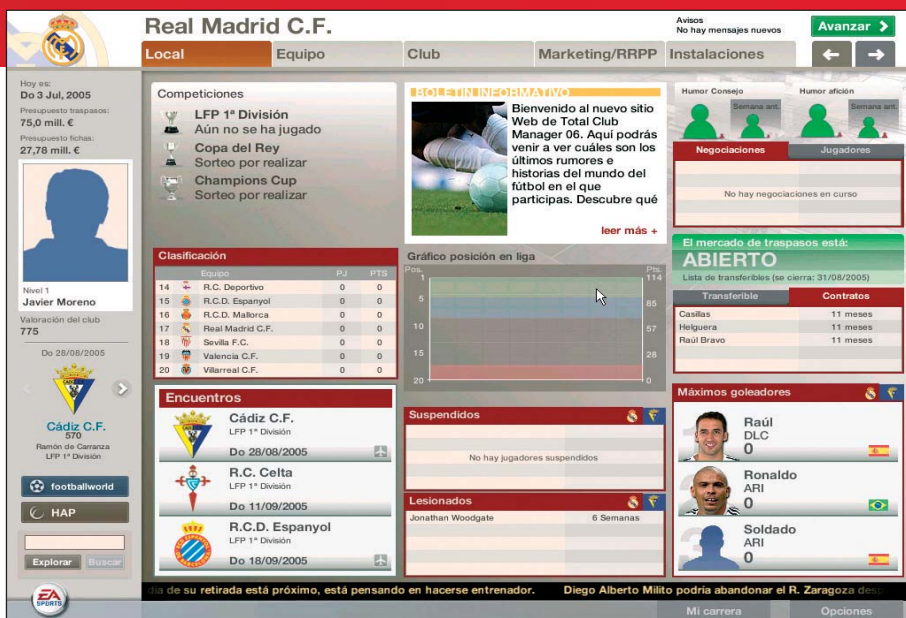 Real Madrid C.F.
Avisos
No hay mensajes nuevos
Avanzar
Local
Equipo
Club
Marketing/RRPP
Instalaciones
Hoy es:
Do 3 Jul, 2005
Presupuesto traspasos:
75,0 mill. €
Presupuesto fichas:
27,78 mill. €
Nivel 1
Javier Moreno
Valoración del club
775
Do 28/08/2005
Cádiz C.F.
570
Ramón de Carranza
LFP 1ª División
footballworld
HAP
Explorar
Buscar
EA
SPORTS
Competiciones
LFP 1ª División
Aún no se ha jugado
Copa del Rey
Sorteo por realizar
Champions Cup
Sorteo por realizar
BOLETIN INFORMATIVO
Bienvenido al nuevo sitio
Web de Total Club
Manager 06. Aquí podrás
venir a ver cuáles son los
últimos rumores e
historias del mundo del
fútbol en el que
participas. Descubre qué
leer más +
Humor Consejo
Semana ant.
Humor afición
Semana ant.
Negociaciones
Jugadores
No hay negociaciones en curso
Clasificación
Equipo PJ PTS
14 R.C. Deportivo 0 0
15 R.C.D. Espanyol 0 0
16 R.C.D. Mallorca 0 0
17 Real Madrid C.F. 0 0
18 Sevilla F.C. 0 0
19 Valencia C.F. 0 0
20 Villarreal C.F. 0 0
Gráfico posición en liga
Pos. Pts.
1 114
5 85
10 57
15 28
20 0
El mercado de traspasos está:
ABIERTO
Lista de transferibles (se cierra: 31/08/2005)
Transferible
Contratos
Casillas 11 meses
Helguera 11 meses
Raúl Bravo 11 meses
Encuentros
Cádiz C.F.
LFP 1ª División
Do 28/08/2005
R.C. Celta
LFP 1ª División
Do 11/09/2005
R.C.D. Espanyol
LFP 1ª División
Do 18/09/2005
Suspendidos
No hay jugadores suspendidos
Lesionados
Jonathan Woodgate 6 Semanas
Máximos goleadores
1
Raúl
DLC
0
2
Ronaldo
ARI
0
3
Soldado
ARI
0
dia de su retirada está próximo, está pensando en hacerse entrenador. Diego Alberto Milito podría abandonar el R. Zaragoza desp
Mi carrera
Opciones